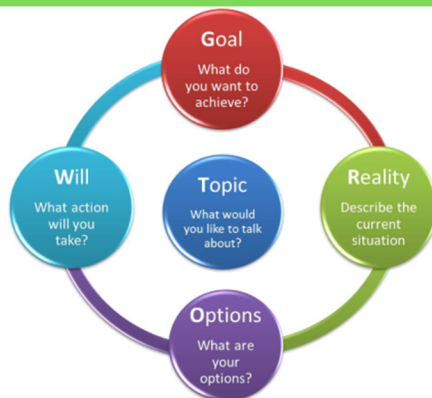 Goal
What do
you want to
achieve?
Will
What action
will you
take?
Topic
What would
you like to talk
about?
Reality
Describe the
current
situation
Options
What are
your
options?